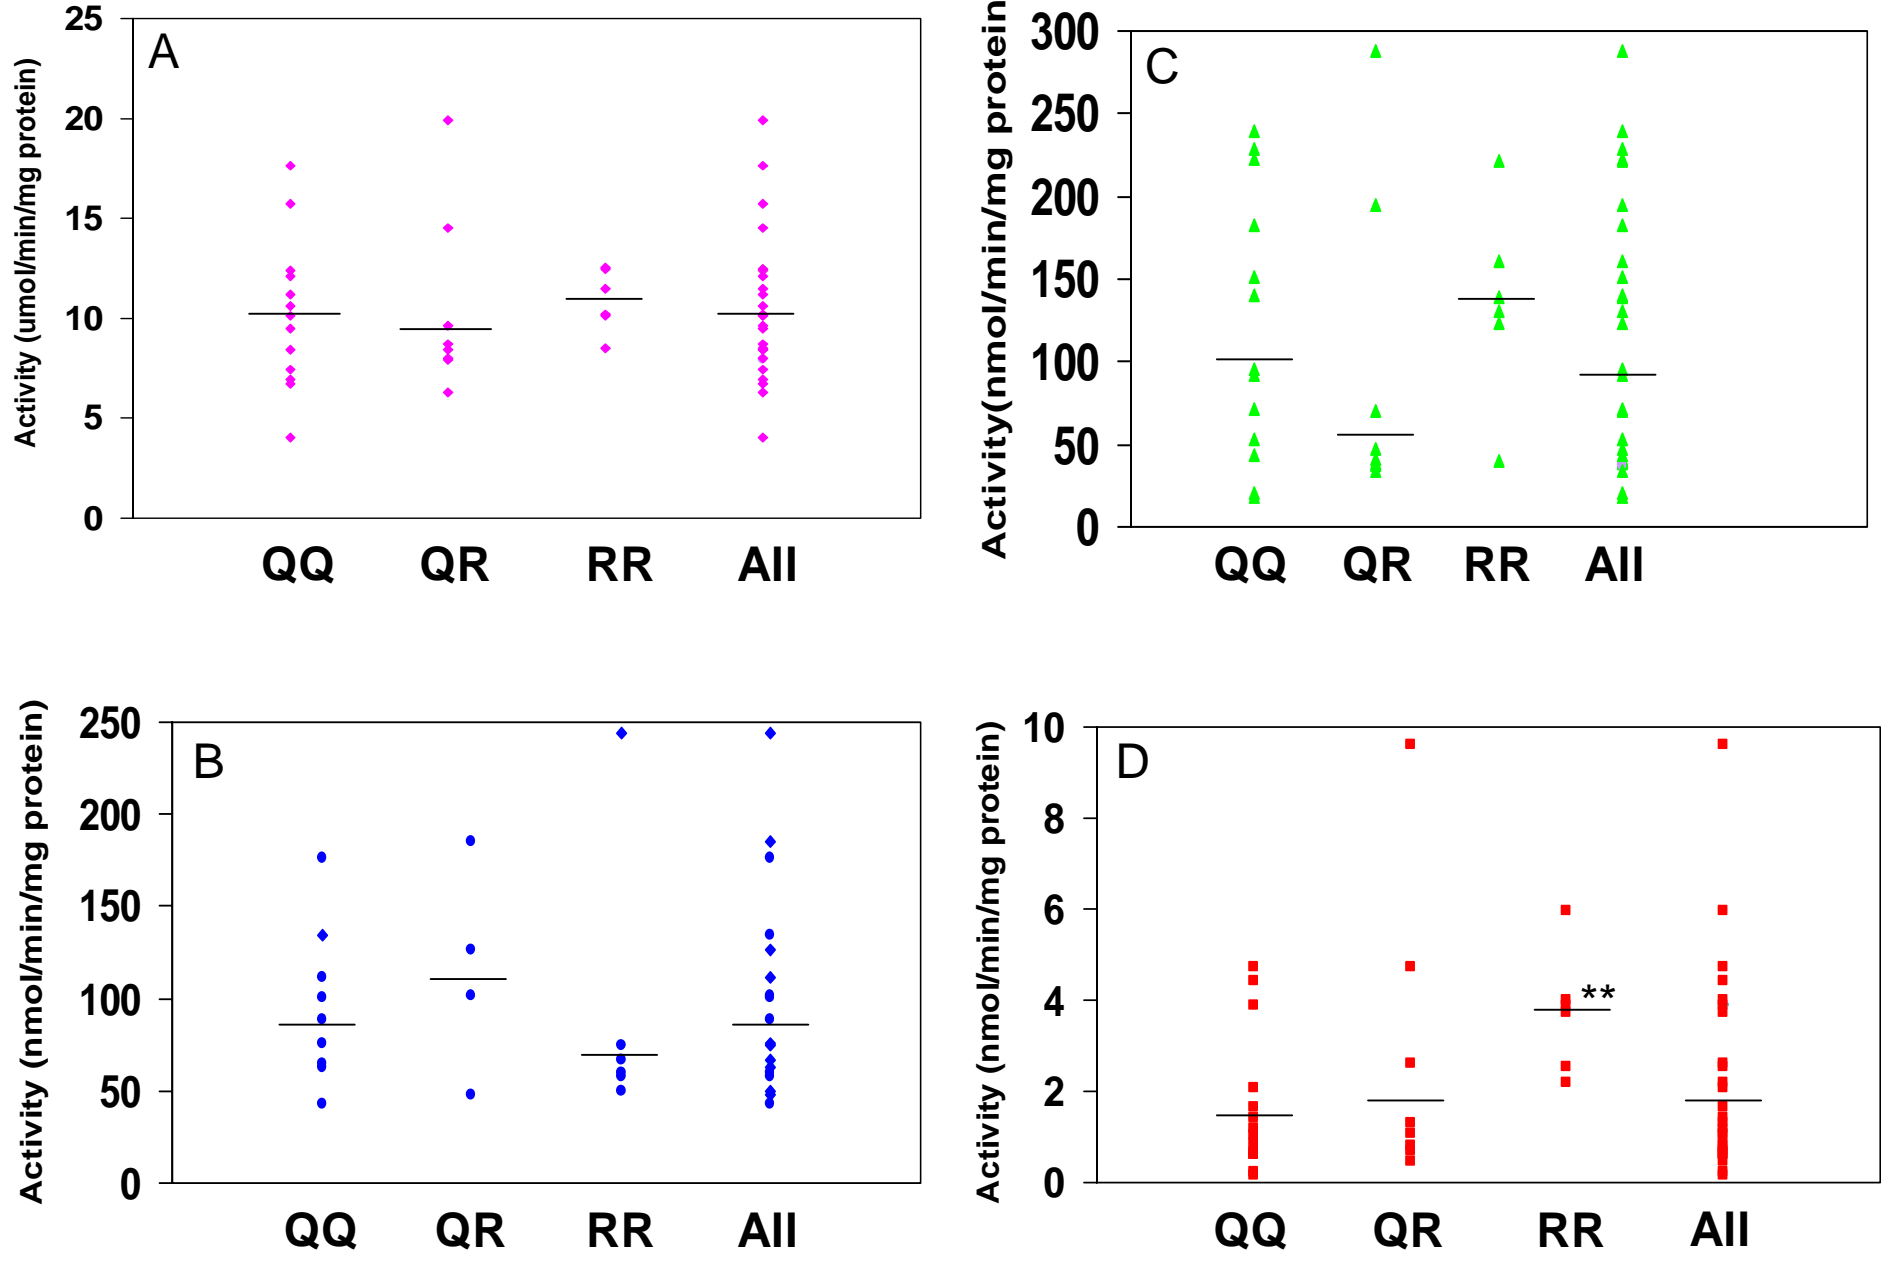 A
Activity (umol/min/mg protein)
25
20
15
10
5
0
QQ QR RR All
C
Activity(nmol/min/mg protein
300
250
200
150
100
50
0
QQ QR RR All
B
Activity (nmol/min/mg protein)
250
200
150
100
50
0
QQ QR RR All
D
Activity (nmol/min/mg protein)
10
8
6
4
2
0
**
QQ QR RR All